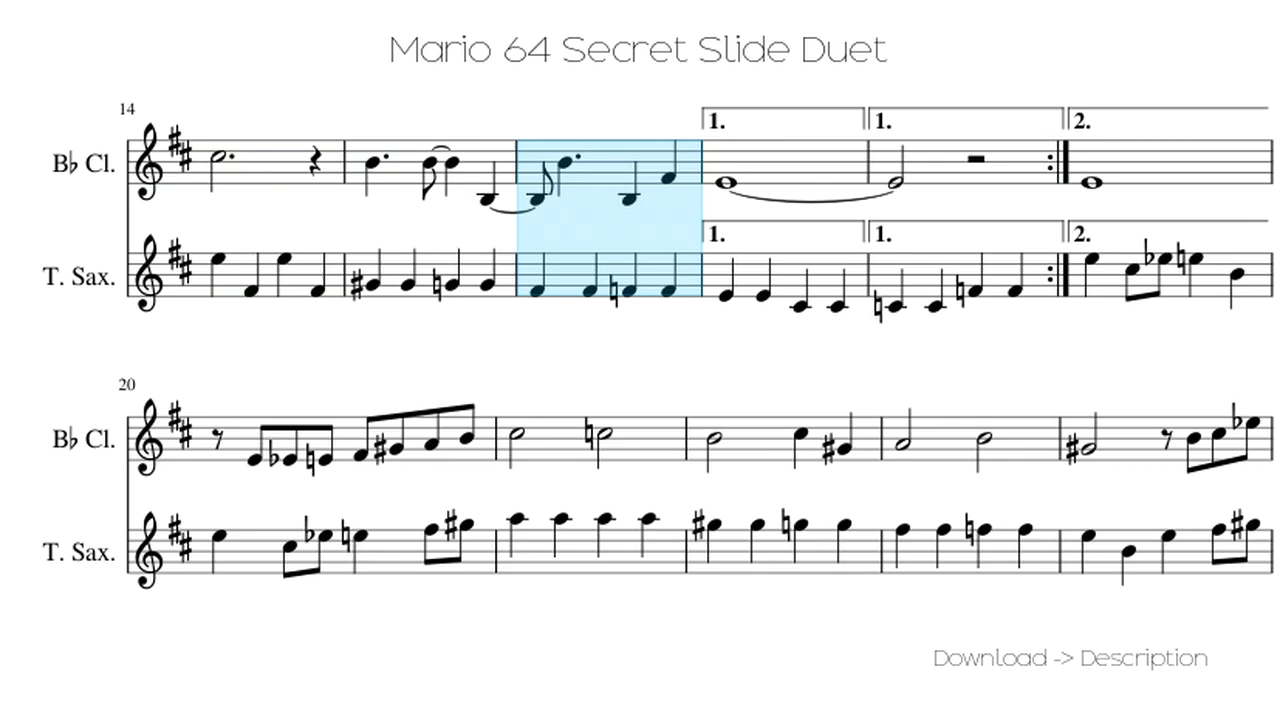 Mario 64 Secret Slide Duet
14
1. 1. 2.
B♭ Cl.
1. 1. 2.
T. Sax.
20
B♭ Cl.
T. Sax.
Download -> Description